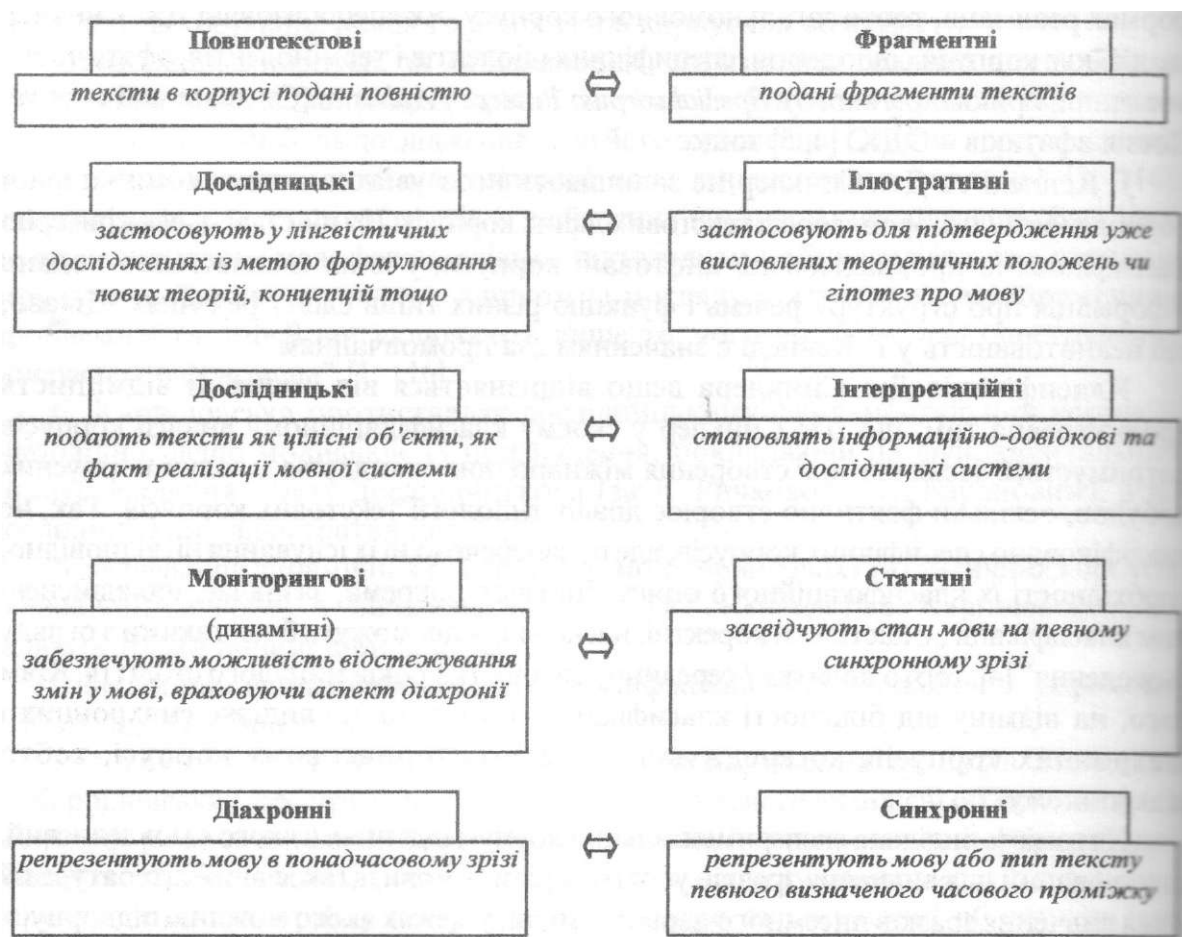 Повнотекстові
тексти в корпусі подані повністю
Фрагментні
подані фрагменти текстів
Дослідницькі
застосовують у лінгвістичних
дослідженнях із метою формулювання
нових теорій, концепцій тощо
Ілюстративні
застосовують для підтвердження уже
висловлених теоретичних положень чи
гіпотез про мову
Дослідницькі
подають тексти як цілісні об’єкти, як
факт реалізації мовної системи
Інтерпретаційні
становлять інформаційно-довідкові та
дослідницькі системи
Моніторингові
(динамічні)
забезпечують можливість відстежування
змін у мові, враховуючи аспект діахронії
Статичні
засвідчують стан мови на певному
синхронному зрізі
Діахронні
репрезентують мову в понадчасовому зрізі
Синхронні
репрезентують мову або тип тексту
певного визначеного часового проміжку